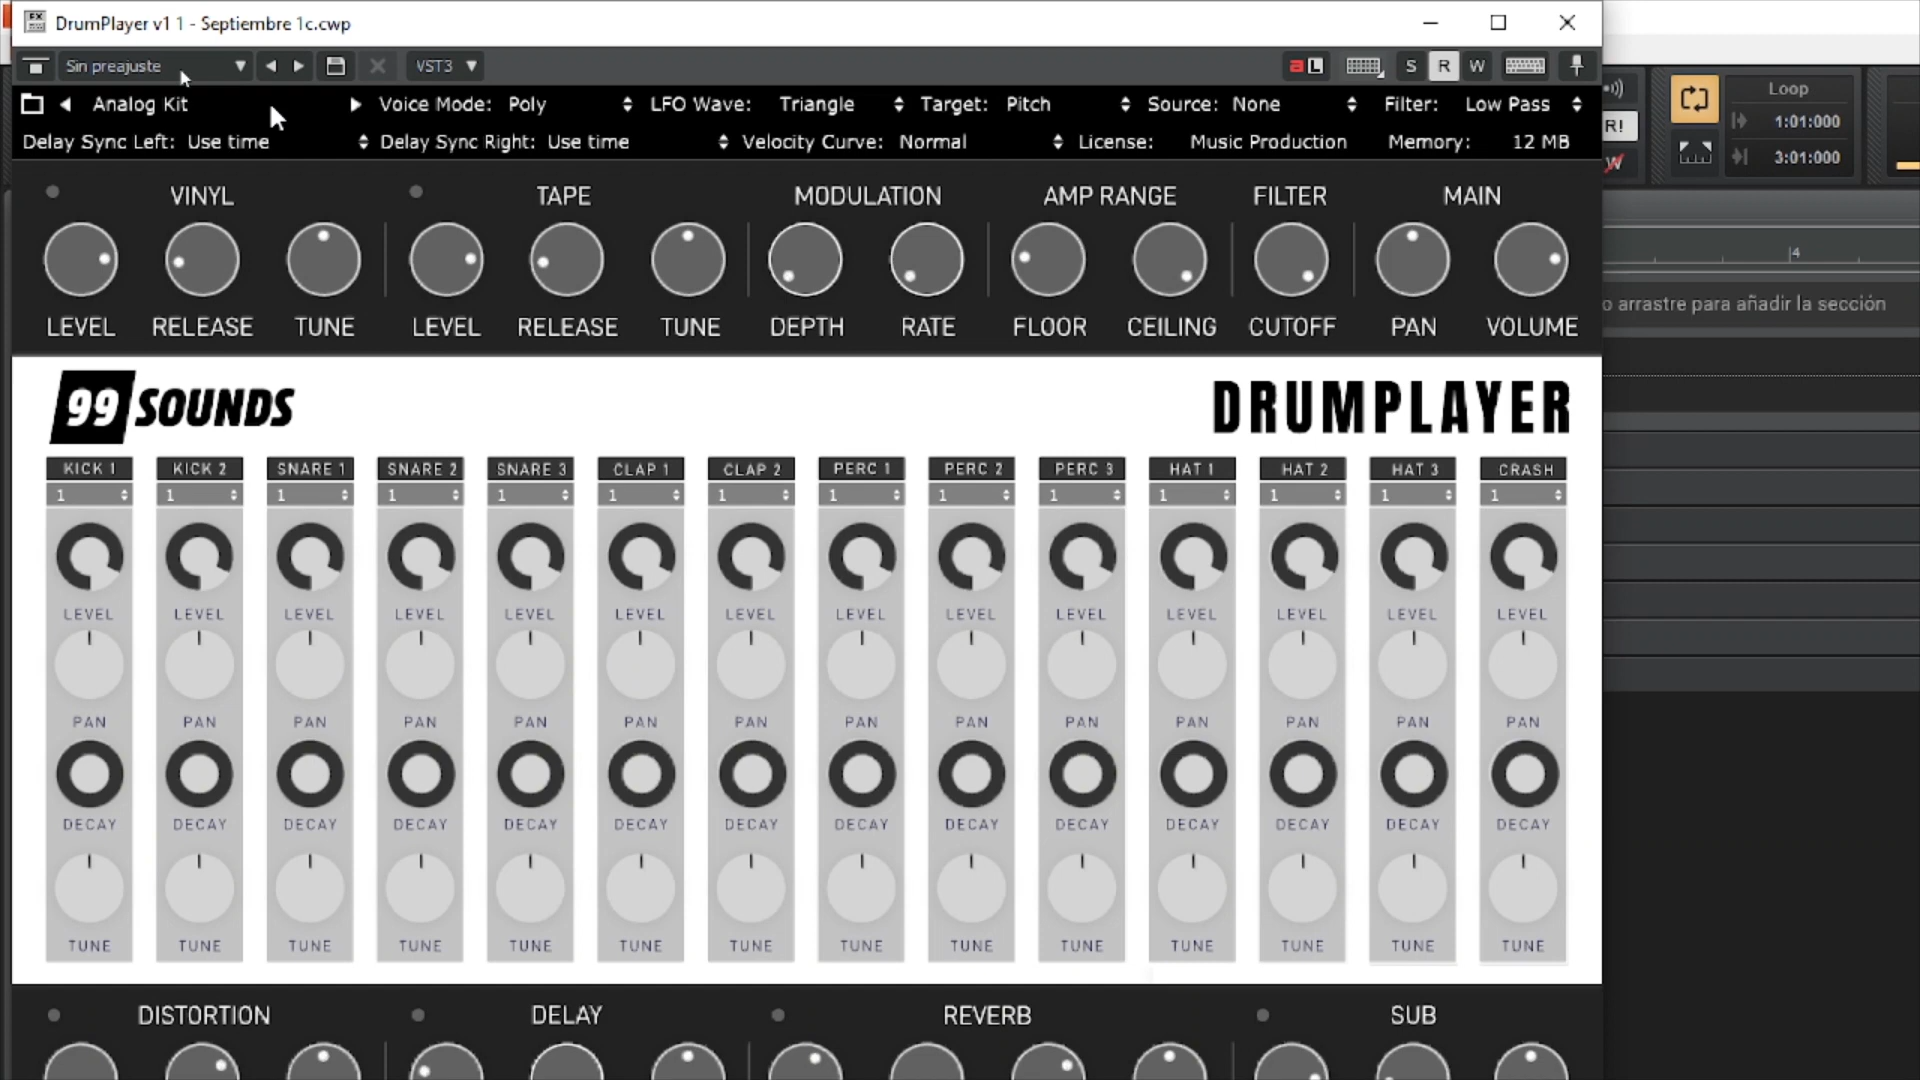 DrumPlayer v1 1 - Septiembre 1c.cwp
Sin preajuste VST3 a L S R W
Analog Kit Voice Mode: Poly LFO Wave: Triangle Target: Pitch Source: None Filter: Low Pass
Delay Sync Left: Use time Delay Sync Right: Use time Velocity Curve: Normal License: Music Production Memory: 12 MB
VINYL TAPE MODULATION AMP RANGE FILTER MAIN
LEVEL RELEASE TUNE LEVEL RELEASE TUNE DEPTH RATE FLOOR CEILING CUTOFF PAN VOLUME
99 SOUNDS DRUMPLAYER
KICK 1 KICK 2 SNARE 1 SNARE 2 SNARE 3 CLAP 1 CLAP 2 PERC 1 PERC 2 PERC 3 HAT 1 HAT 2 HAT 3 CRASH
1 1 1 1 1 1 1 1 1 1 1 1 1 1
LEVEL LEVEL LEVEL LEVEL LEVEL LEVEL LEVEL LEVEL LEVEL LEVEL LEVEL LEVEL LEVEL LEVEL
PAN PAN PAN PAN PAN PAN PAN PAN PAN PAN PAN PAN PAN PAN
DECAY DECAY DECAY DECAY DECAY DECAY DECAY DECAY DECAY DECAY DECAY DECAY DECAY DECAY
TUNE TUNE TUNE TUNE TUNE TUNE TUNE TUNE TUNE TUNE TUNE TUNE TUNE TUNE
DISTORTION DELAY REVERB SUB
Loop
R! 1:01:000
W 3:01:000
4
o arrastre para añadir la sección